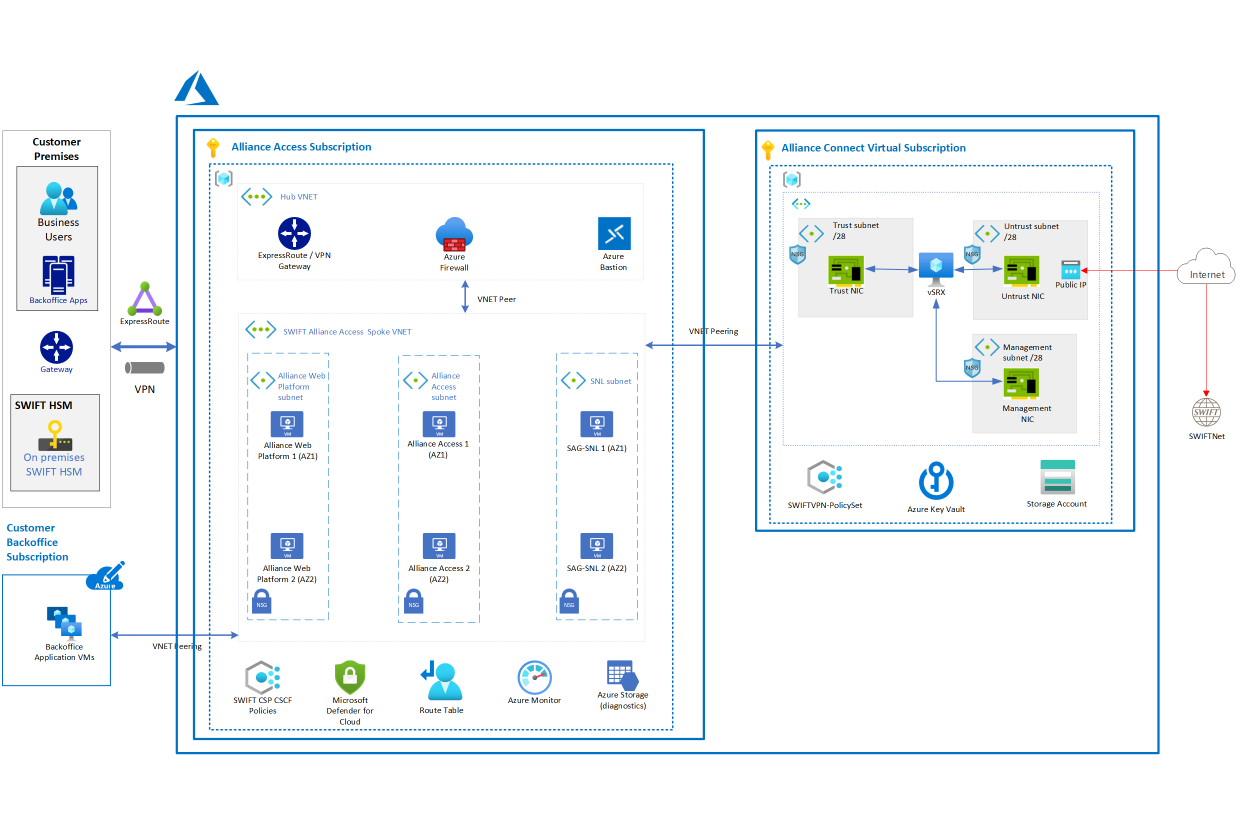 Customer
Premises
Business
Users
Backoffice Apps
Gateway
SWIFT HSM
On premises
SWIFT HSM
Customer
Backoffice
Subscription
Azure
Backoffice
Application VMs
ExpressRoute
VPN
VNET Peering
Alliance Access Subscription
Hub VNET
ExpressRoute / VPN
Gateway
Azure
Firewall
Azure
Bastion
VNET Peer
SWIFT Alliance Access Spoke VNET
Alliance Web
Platform
subnet
VM
Alliance Web
Platform 1 (AZ1)
VM
Alliance Web
Platform 2 (AZ2)
NSG
Alliance
Access
subnet
VM
Alliance Access 1
(AZ1)
VM
Alliance Access 2
(AZ2)
NSG
SNL subnet
VM
SAG-SNL 1 (AZ1)
VM
SAG-SNL 2 (AZ2)
NSG
SWIFT CSP CSCF
Policies
Microsoft
Defender for
Cloud
Route Table
Azure Monitor
Azure Storage
(diagnostics)
VNET Peering
Alliance Connect Virtual Subscription
Trust subnet
/28
NSG
Trust NIC
vSRX
Untrust subnet
/28
NSG
Untrust NIC
Public IP
Management
subnet /28
NSG
Management
NIC
SWIFTVPN-PolicySet
Azure Key Vault
Storage Account
Internet
SWIFT
SWIFTNet